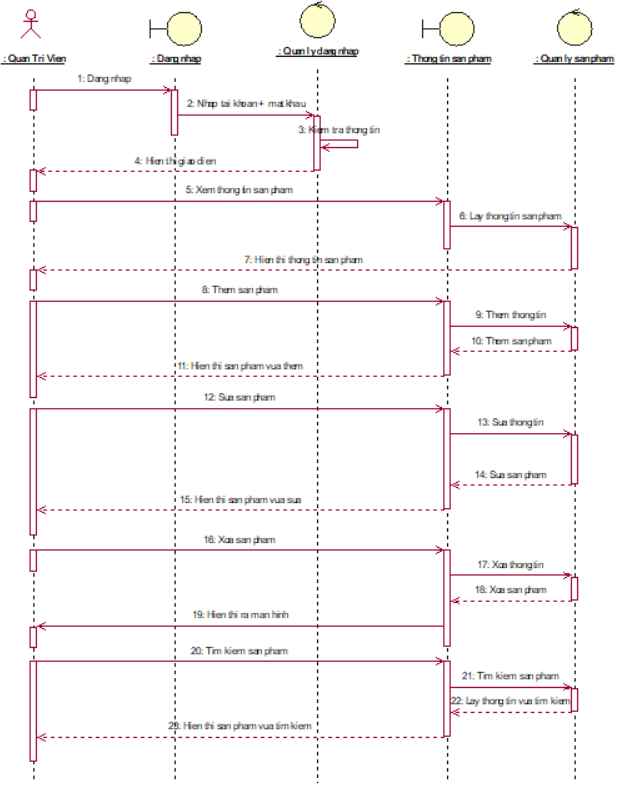 : Quan Tri Vien
: Dang nhap
: Quan ly dang nhap
: Thong tin san pham
: Quan ly san pham
1: Dang nhap
2: Nhap tai khoan + mat khau
3: Kiem tra thong tin
4: Hien thi giao dien
5: Xem thong tin san pham
6: Lay thong tin san pham
7: Hien thi thong tin san pham
8: Them san pham
9: Them thong tin
10: Them san pham
11: Hien thi san pham vua them
12: Sua san pham
13: Sua thong tin
14: Sua san pham
15: Hien thi san pham vua sua
16: Xoa san pham
17: Xoa thong tin
18: Xoa san pham
19: Hien thi ra man hinh
20: Tim kiem san pham
21: Tim kiem san pham
22: Lay thong tin vua tim kiem
23: Hien thi san pham vua tim kiem